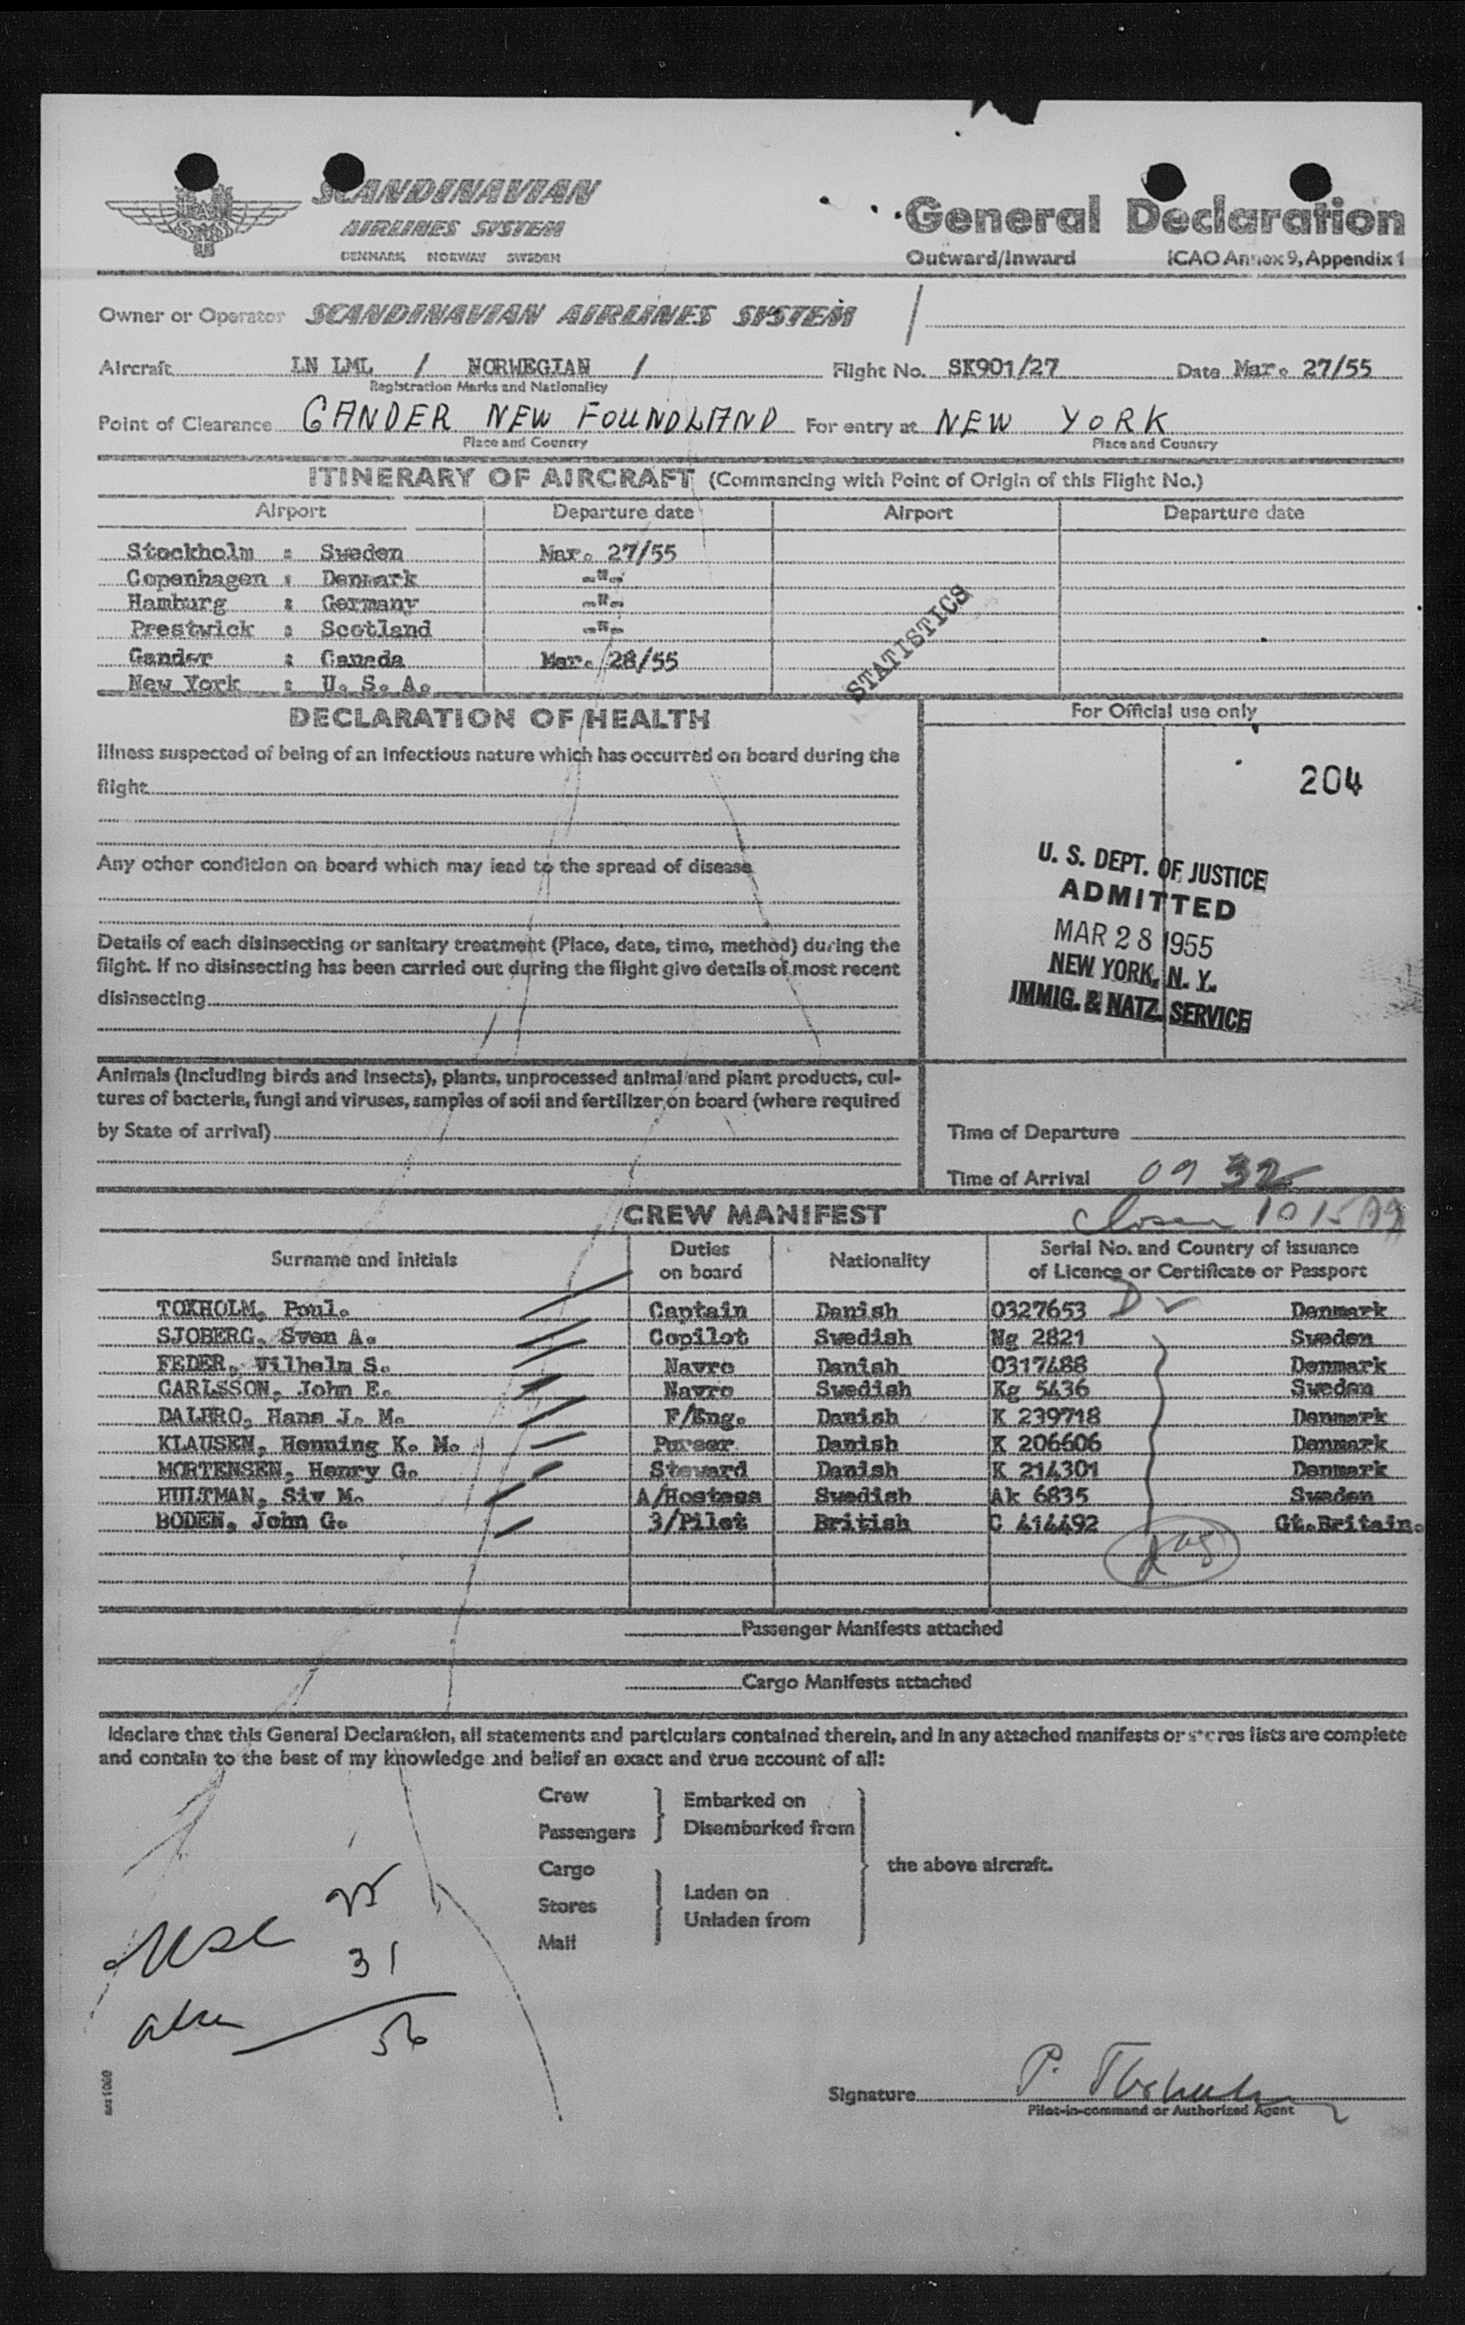 SCANDINAVIAN
AIRLINES SYSTEM
DENMARK NORWAY SWEDEN
General Declaration
Outward/Inward ICAO Annex 9, Appendix 1
Owner or Operator SCANDINAVIAN AIRLINES SYSTEM /
Aircraft LN LML / NORWEGIAN / Flight No. SK901/27 Date Mar. 27/55
Registration Marks and Nationality
Point of Clearance GANDER NEW FOUNDLAND For entry at NEW YORK
Place and Country Place and Country
ITINERARY OF AIRCRAFT (Commencing with Point of Origin of this Flight No.)
Airport Departure date Airport Departure date
Stockholm : Sweden Mar. 27/55
Copenhagen : Denmark -"-
Hamburg : Germany -"-
Prestwick : Scotland -"-
Gander : Canada Mar. 28/55
New York : U. S. A.
STATISTICS
DECLARATION OF HEALTH
For Official use only
Illness suspected of being of an infectious nature which has occurred on board during the
flight
204
Any other condition on board which may lead to the spread of disease
U. S. DEPT. OF JUSTICE
ADMITTED
MAR 28 1955
NEW YORK, N. Y.
IMMIG. & NATZ. SERVICE
Details of each disinsecting or sanitary treatment (Place, date, time, method) during the
flight. If no disinsecting has been carried out during the flight give details of most recent
disinsecting
Animals (including birds and insects), plants, unprocessed animal and plant products, cul-
tures of bacteria, fungi and viruses, samples of soil and fertilizer on board (where required
by State of arrival)
Time of Departure
Time of Arrival 09 32
CREW MANIFEST
1015
Surname and initials Duties on board Nationality Serial No. and Country of issuance
of Licence or Certificate or Passport
TOXHOLM, Poul. Captain Danish 0327653 Denmark
SJOBERG, Sven A. Copilot Swedish Ng 2821 Sweden
FEDER, Vilhelm S. Navro Danish 0317488 Denmark
CARLSSON, John E. Navro Swedish Kg 5436 Sweden
DALBRO, Hans J. M. F/Eng. Danish K 239718 Denmark
KLAUSEN, Henning K. M. Purser Danish K 206606 Denmark
MORTENSEN, Henry G. Steward Danish K 214301 Denmark
HULTMAN, Siv M. A/Hostess Swedish Ak 6835 Sweden
BODEN, John G. 3/Pilot British C 414492 Gt.Britain.
Passenger Manifests attached
Cargo Manifests attached
I declare that this General Declaration, all statements and particulars contained therein, and in any attached manifests or stores lists are complete
and contain to the best of my knowledge and belief an exact and true account of all:
Crew
Passengers
Embarked on
Disembarked from
Cargo
Stores
Mail
Laden on
Unladen from
the above aircraft.
usc 25
31
alien 56
Signature
Pilot-in-command or Authorized Agent